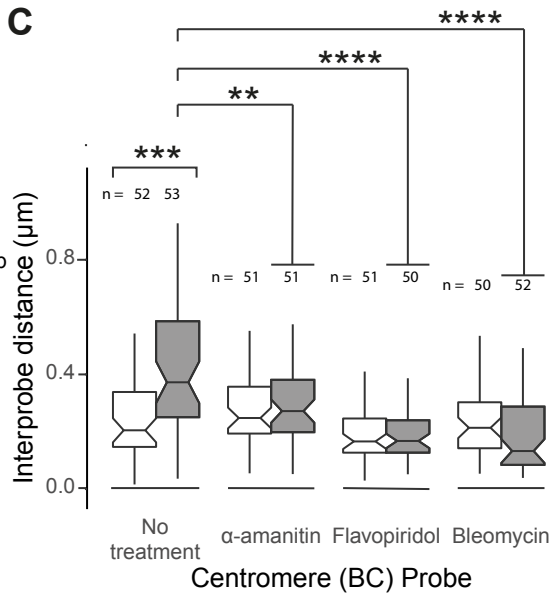 C
****
****
**
***
n = 52 53
n = 51 51
n = 51 50
n = 50 52
Interprobe distance (μm)
0.8
0.4
0.0
No treatment
α-amanitin
Flavopiridol
Bleomycin
Centromere (BC) Probe